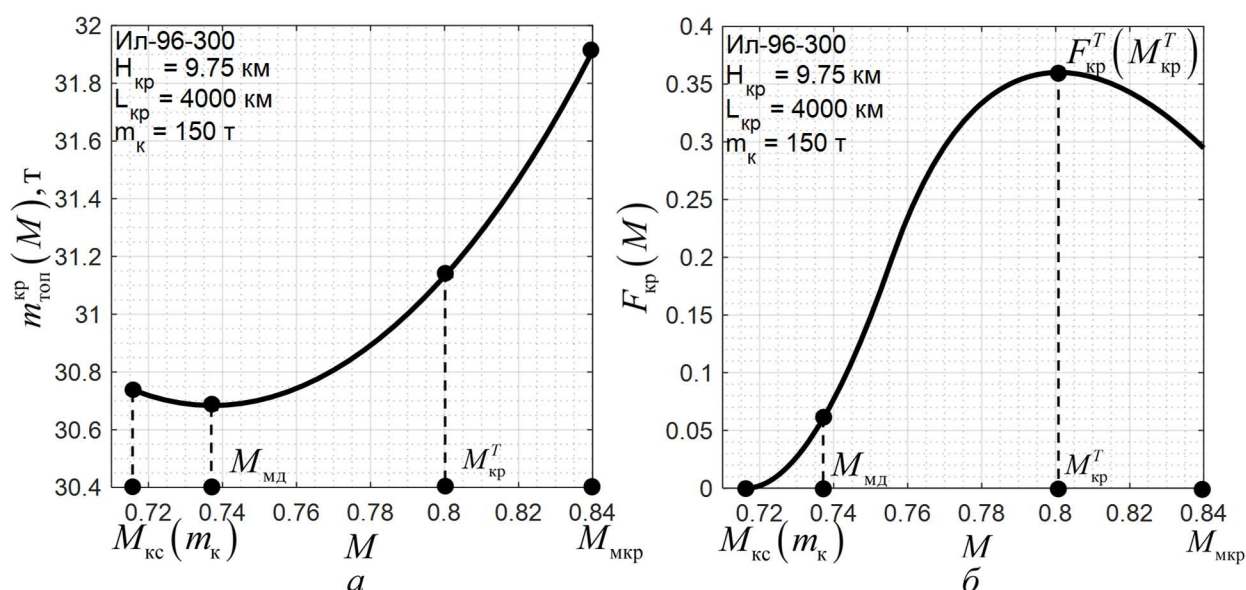 32
31.8
31.6
31.4
31.2
31
30.8
30.6
30.4
m_топ^кр (M), т
Ил-96-300
H_кр = 9.75 км
L_кр = 4000 км
m_к = 150 т
M_мд
M_кр^T
0.72 0.74 0.76 0.78 0.8 0.82 0.84
M_кс (m_к)
M
M_мкр
а
0.4
0.35
0.3
0.25
0.2
0.15
0.1
0.05
0
F_кр (M)
Ил-96-300
H_кр = 9.75 км
L_кр = 4000 км
m_к = 150 т
F_кр^T (M_кр^T)
M_мд
M_кр^T
0.72 0.74 0.76 0.78 0.8 0.82 0.84
M_кс (m_к)
M
M_мкр
б